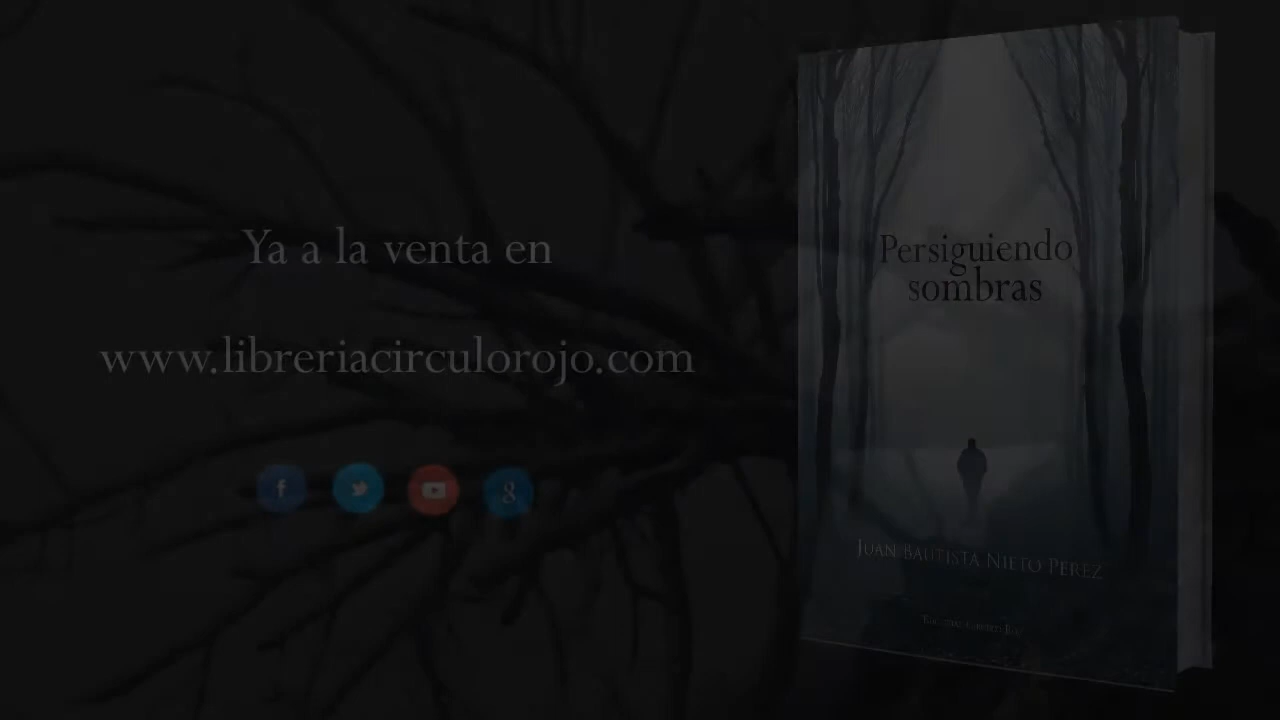 Ya a la venta en
www.libreriacirculorojo.com
Persiguiendo
sombras
JUAN BAUTISTA NIETO PEREZ